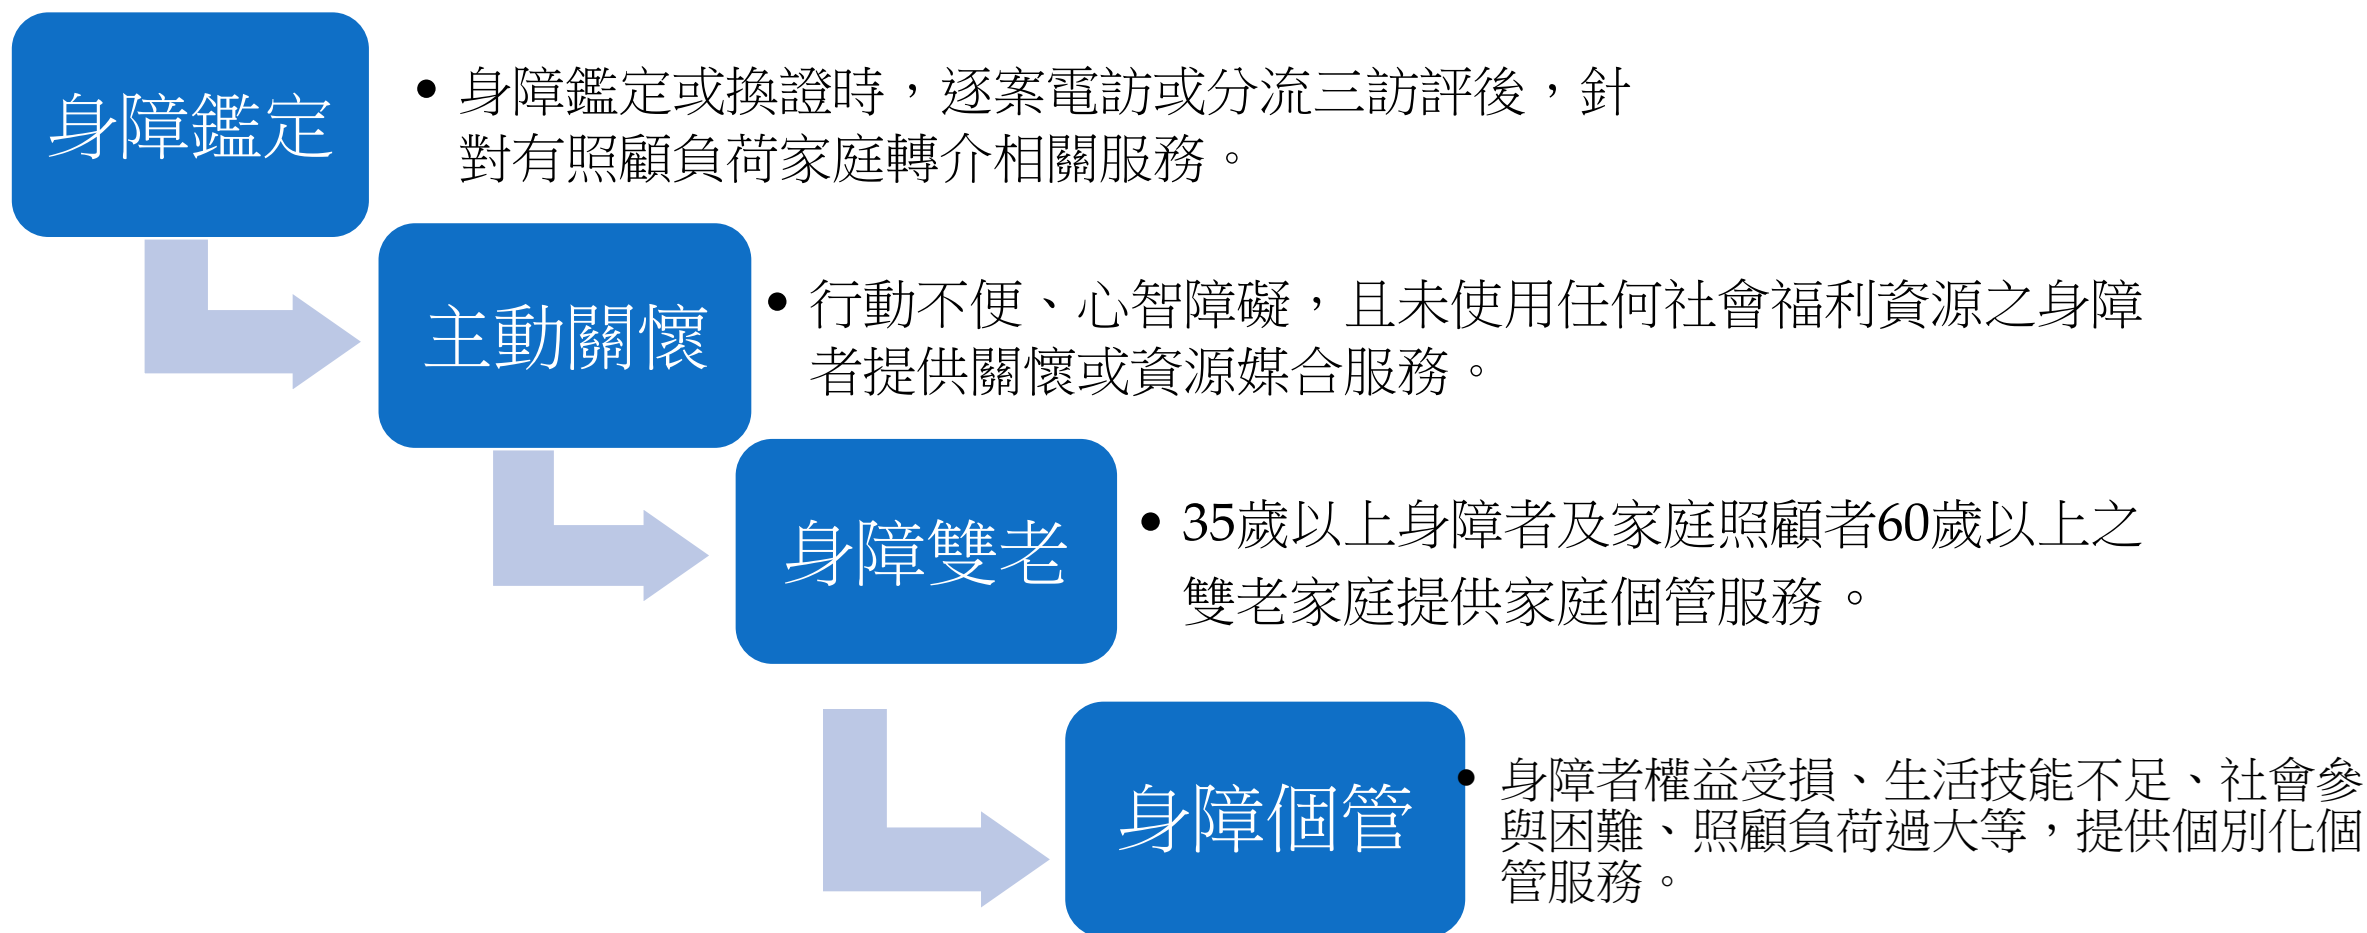 身障鑑定
• 身障鑑定或換證時，逐案電訪或分流三訪評後，針
對有照顧負荷家庭轉介相關服務。
主動關懷
• 行動不便、心智障礙，且未使用任何社會福利資源之身障
者提供關懷或資源媒合服務。
身障雙老
• 35歲以上身障者及家庭照顧者60歲以上之
雙老家庭提供家庭個管服務。
身障個管
• 身障者權益受損、生活技能不足、社會參
與困難、照顧負荷過大等，提供個別化個
管服務。